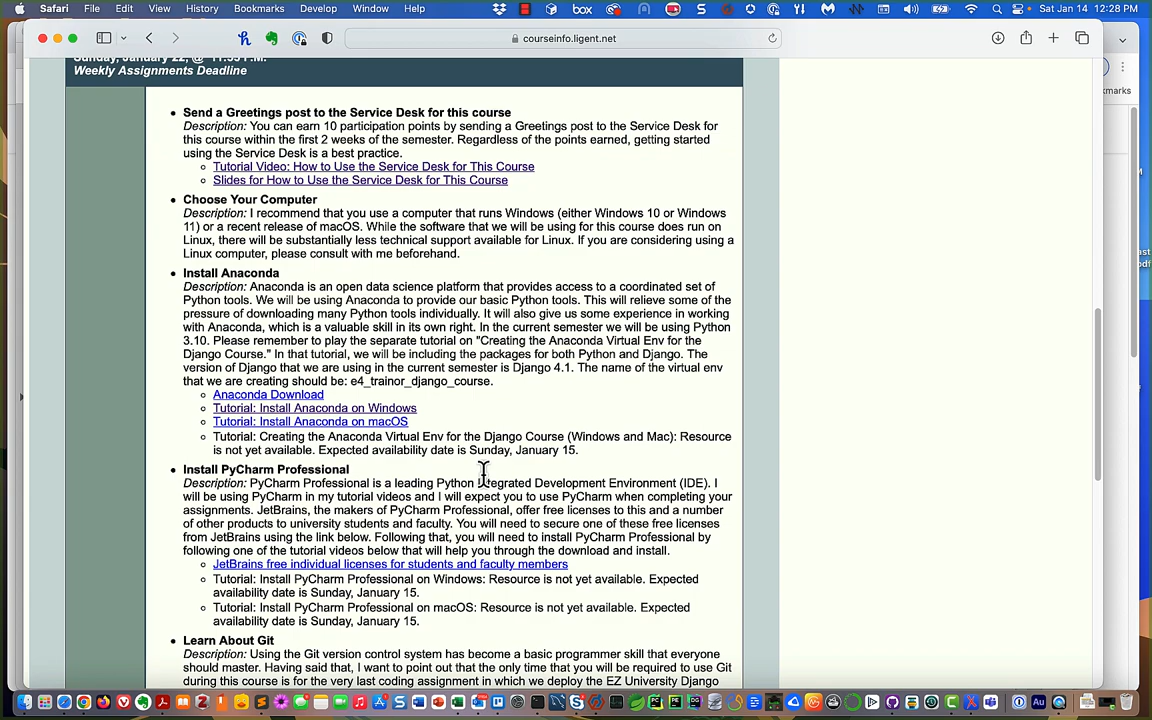 Safari File Edit View History Bookmarks Develop Window Help box Sat Jan 14 12:28 PM
courseinfo.ligent.net
Sunday, January 22, @ 11:55 P.M.
Weekly Assignments Deadline
• Send a Greetings post to the Service Desk for this course
Description: You can earn 10 participation points by sending a Greetings post to the Service Desk for
this course within the first 2 weeks of the semester. Regardless of the points earned, getting started
using the Service Desk is a best practice.
Tutorial Video: How to Use the Service Desk for This Course
Slides for How to Use the Service Desk for This Course
• Choose Your Computer
Description: I recommend that you use a computer that runs Windows (either Windows 10 or Windows
11) or a recent release of macOS. While the software that we will be using for this course does run on
Linux, there will be substantially less technical support available for Linux. If you are considering using a
Linux computer, please consult with me beforehand.
• Install Anaconda
Description: Anaconda is an open data science platform that provides access to a coordinated set of
Python tools. We will be using Anaconda to provide our basic Python tools. This will relieve some of the
pressure of downloading many Python tools individually. It will also give us some experience in working
with Anaconda, which is a valuable skill in its own right. In the current semester we will be using Python
3.10. Please remember to play the separate tutorial on "Creating the Anaconda Virtual Env for the
Django Course." In that tutorial, we will be including the packages for both Python and Django. The
version of Django that we are using in the current semester is Django 4.1. The name of the virtual env
that we are creating should be: e4_trainor_django_course.
Anaconda Download
Tutorial: Install Anaconda on Windows
Tutorial: Install Anaconda on macOS
Tutorial: Creating the Anaconda Virtual Env for the Django Course (Windows and Mac): Resource
is not yet available. Expected availability date is Sunday, January 15.
• Install PyCharm Professional
Description: PyCharm Professional is a leading Python Integrated Development Environment (IDE). I
will be using PyCharm in my tutorial videos and I will expect you to use PyCharm when completing your
assignments. JetBrains, the makers of PyCharm Professional, offer free licenses to this and a number
of other products to university students and faculty. You will need to secure one of these free licenses
from JetBrains using the link below. Following that, you will need to install PyCharm Professional by
following one of the tutorial videos below that will help you through the download and install.
JetBrains free individual licenses for students and faculty members
Tutorial: Install PyCharm Professional on Windows: Resource is not yet available. Expected
availability date is Sunday, January 15.
Tutorial: Install PyCharm Professional on macOS: Resource is not yet available. Expected
availability date is Sunday, January 15.
• Learn About Git
Description: Using the Git version control system has become a basic programmer skill that everyone
should master. Having said that, I want to point out that the only time that you will be required to use Git
during this course is for the very last coding assignment in which we deploy the EZ University Django